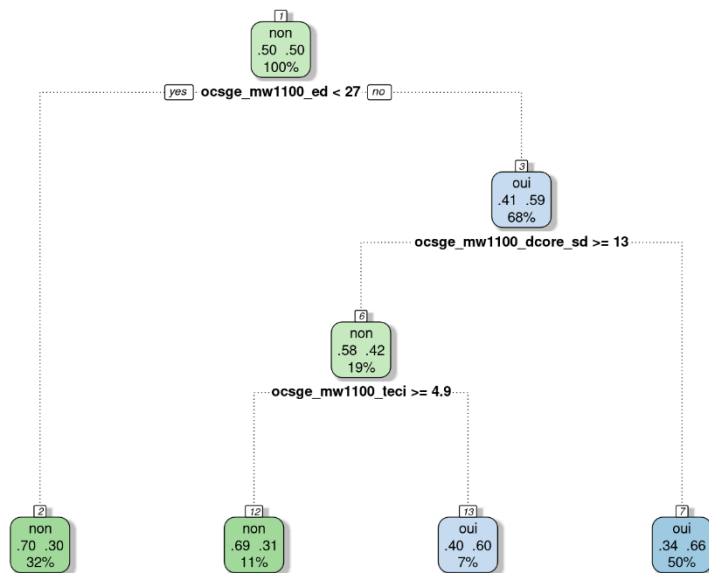 1
non
.50 .50
100%
yes ocsge_mw1100_ed < 27 no
3
oui
.41 .59
68%
ocsge_mw1100_dcore_sd >= 13
6
non
.58 .42
19%
ocsge_mw1100_teci >= 4.9
2
non
.70 .30
32%
12
non
.69 .31
11%
13
oui
.40 .60
7%
7
oui
.34 .66
50%